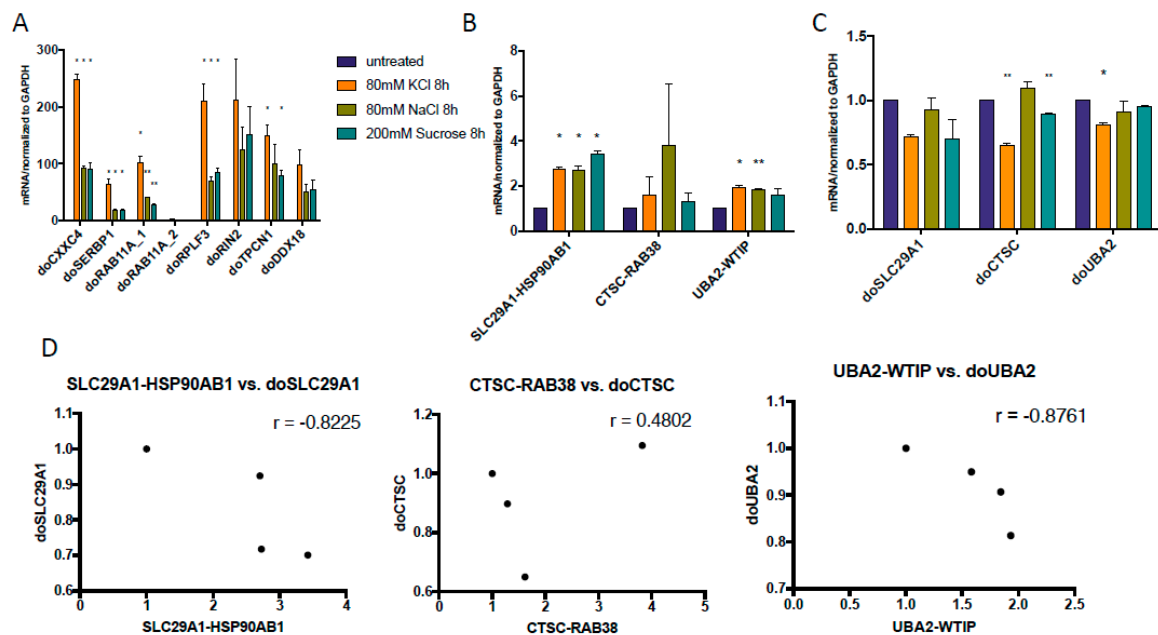 A
mRNA/normalized to GAPDH
300
200
100
0
* * *
* * *
*
**
**
* * *
*
*
doCXXC4
doSERBP1
doRAB11A_1
doRAB11A_2
doRPLF3
doRIN2
doTPCN1
doDDX18
untreated
80mM KCl 8h
80mM NaCl 8h
200mM Sucrose 8h
B
mRNA/normalized to GAPDH
8
6
4
2
0
* * *
* **
SLC29A1-HSP90AB1
CTSC-RAB38
UBA2-WTIP
C
mRNA/normalized to GAPDH
1.5
1.0
0.5
0.0
** **
*
doSLC29A1
doCTSC
doUBA2
D
SLC29A1-HSP90AB1 vs. doSLC29A1
r = -0.8225
doSLC29A1
1.1
1.0
0.9
0.8
0.7
0.6
0 1 2 3 4
SLC29A1-HSP90AB1
CTSC-RAB38 vs. doCTSC
r = 0.4802
doCTSC
1.2
1.0
0.8
0.6
0 1 2 3 4 5
CTSC-RAB38
UBA2-WTIP vs. doUBA2
r = -0.8761
doUBA2
1.1
1.0
0.9
0.8
0.7
0.0 0.5 1.0 1.5 2.0 2.5
UBA2-WTIP